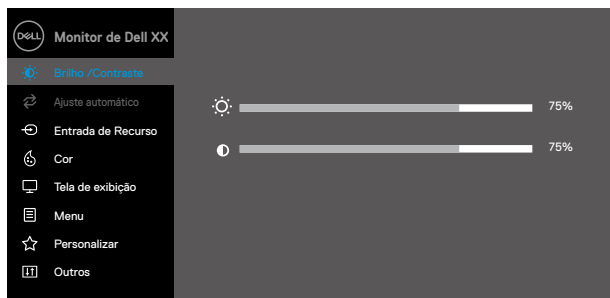 DELL Monitor de Dell XX
Brilho /Contraste
Ajuste automático
75%
Entrada de Recurso
75%
Cor
Tela de exibição
Menu
Personalizar
Outros